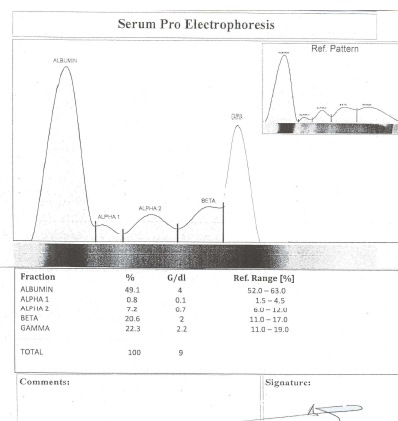 Serum Pro Electrophoresis
Ref. Pattern
ALBUMIN
ALPHA 1
ALPHA 2
BETA
Fraction % G/dl Ref. Range [%]
ALBUMIN 49.1 4 52.0 – 63.0
ALPHA 1 0.8 0.1 1.5 – 4.5
ALPHA 2 7.2 0.7 6.0 – 12.0
BETA 20.6 2 11.0 – 17.0
GAMMA 22.3 2.2 11.0 – 19.0
TOTAL 100 9
Comments:
Signature: